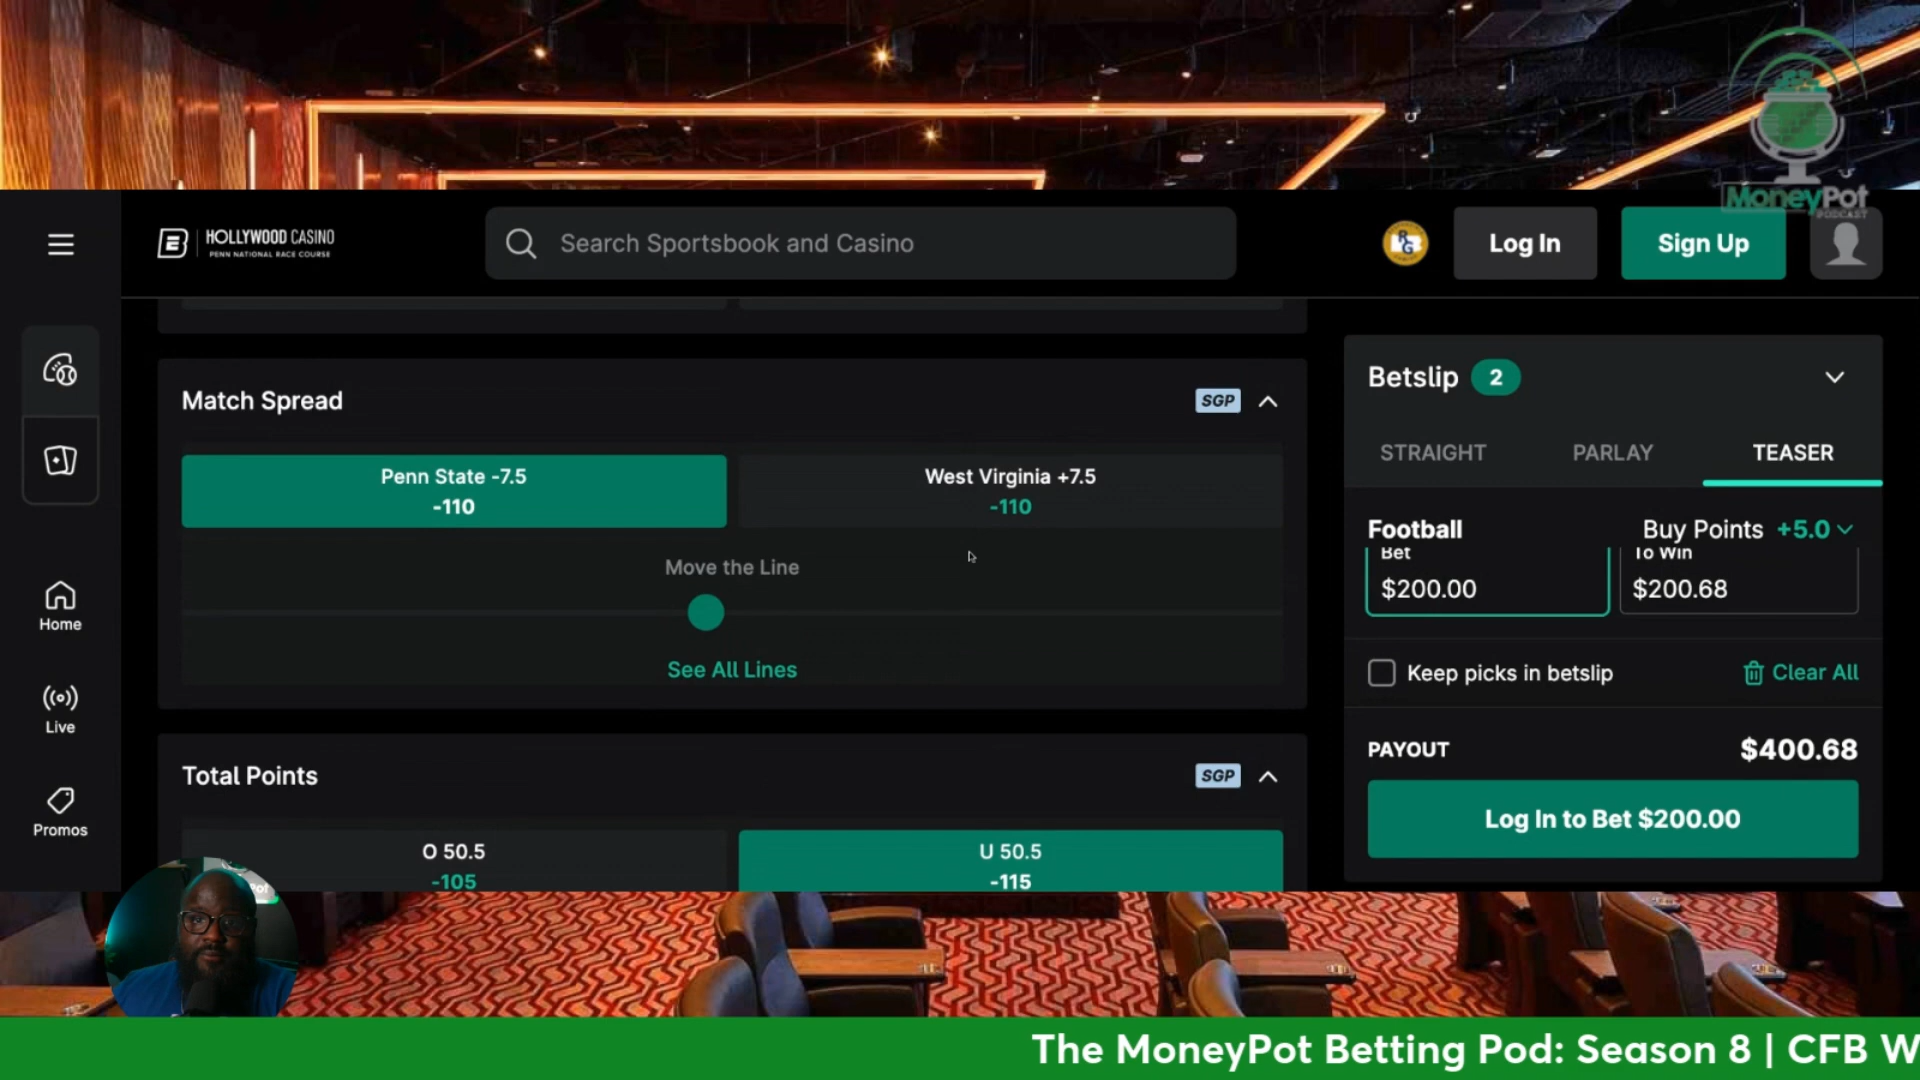 MoneyPot
PODCAST
HOLLYWOOD CASINO
PENN NATIONAL RACE COURSE
Search Sportsbook and Casino
RG
Log In
Sign Up
Match Spread
SGP
Penn State -7.5
-110
West Virginia +7.5
-110
Move the Line
See All Lines
Total Points
SGP
O 50.5
-105
U 50.5
-115
Home
Live
Promos
Betslip 2
STRAIGHT
PARLAY
TEASER
Football
Buy Points +5.0
Bet
$200.00
To Win
$200.68
Keep picks in betslip
Clear All
PAYOUT
$400.68
Log In to Bet $200.00
The MoneyPot Betting Pod: Season 8 | CFB W